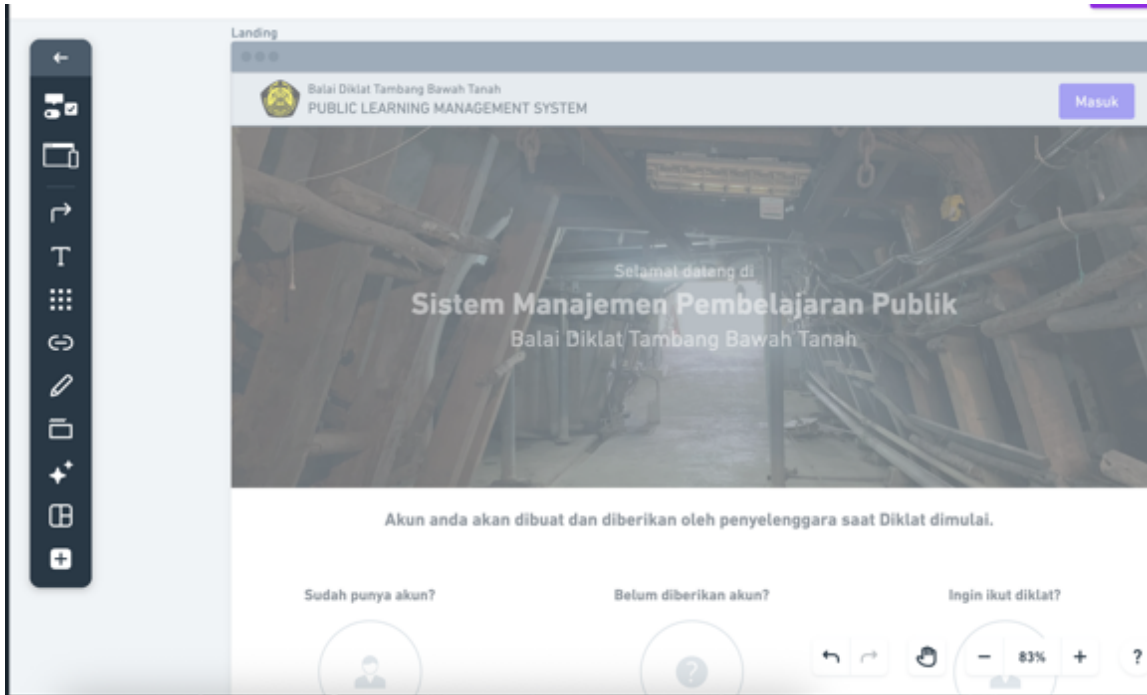 Landing
Balai Diklat Tambang Bawah Tanah
PUBLIC LEARNING MANAGEMENT SYSTEM
Masuk
Selamat datang di
Sistem Manajemen Pembelajaran Publik
Balai Diklat Tambang Bawah Tanah
Akun anda akan dibuat dan diberikan oleh penyelenggara saat Diklat dimulai.
Sudah punya akun?
Belum diberikan akun?
Ingin ikut diklat?
83%